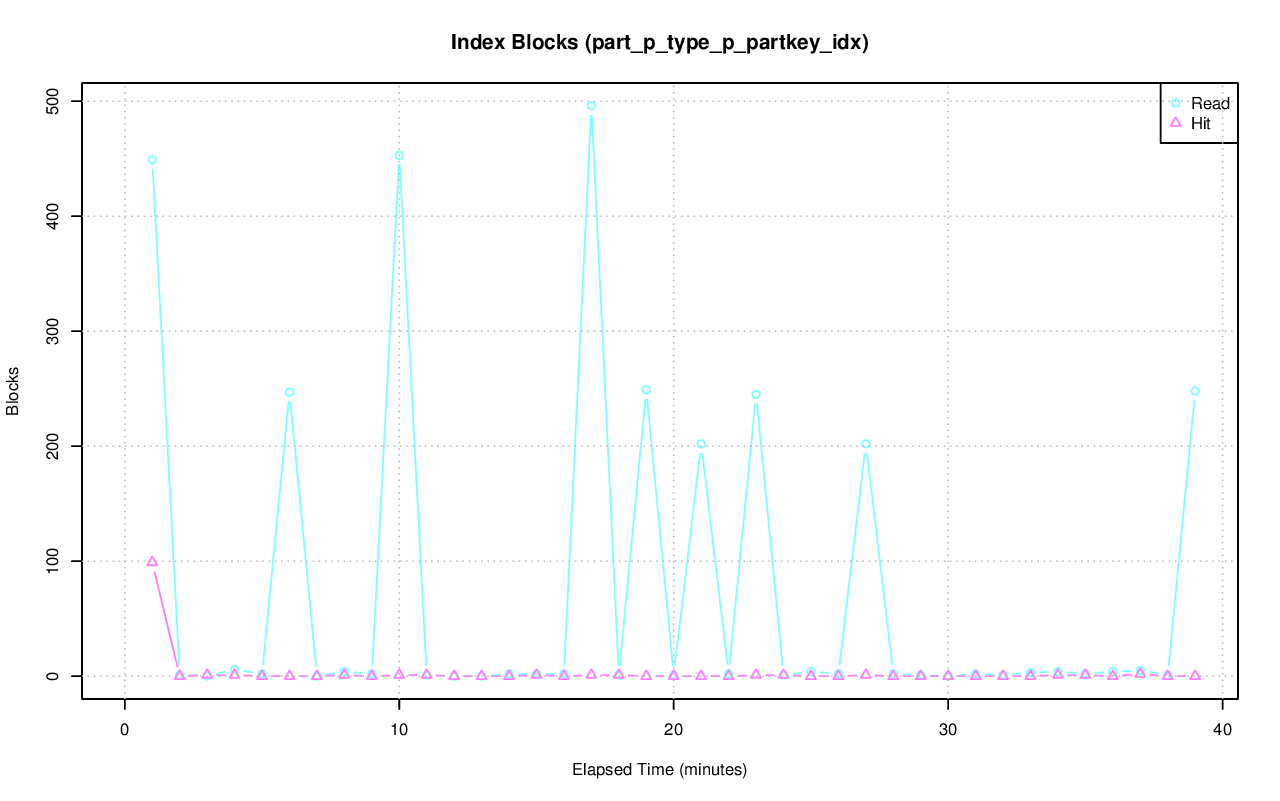 Index Blocks (part_p_type_p_partkey_idx)
Read
Hit
Blocks
500
400
300
200
100
0
0 10 20 30 40
Elapsed Time (minutes)